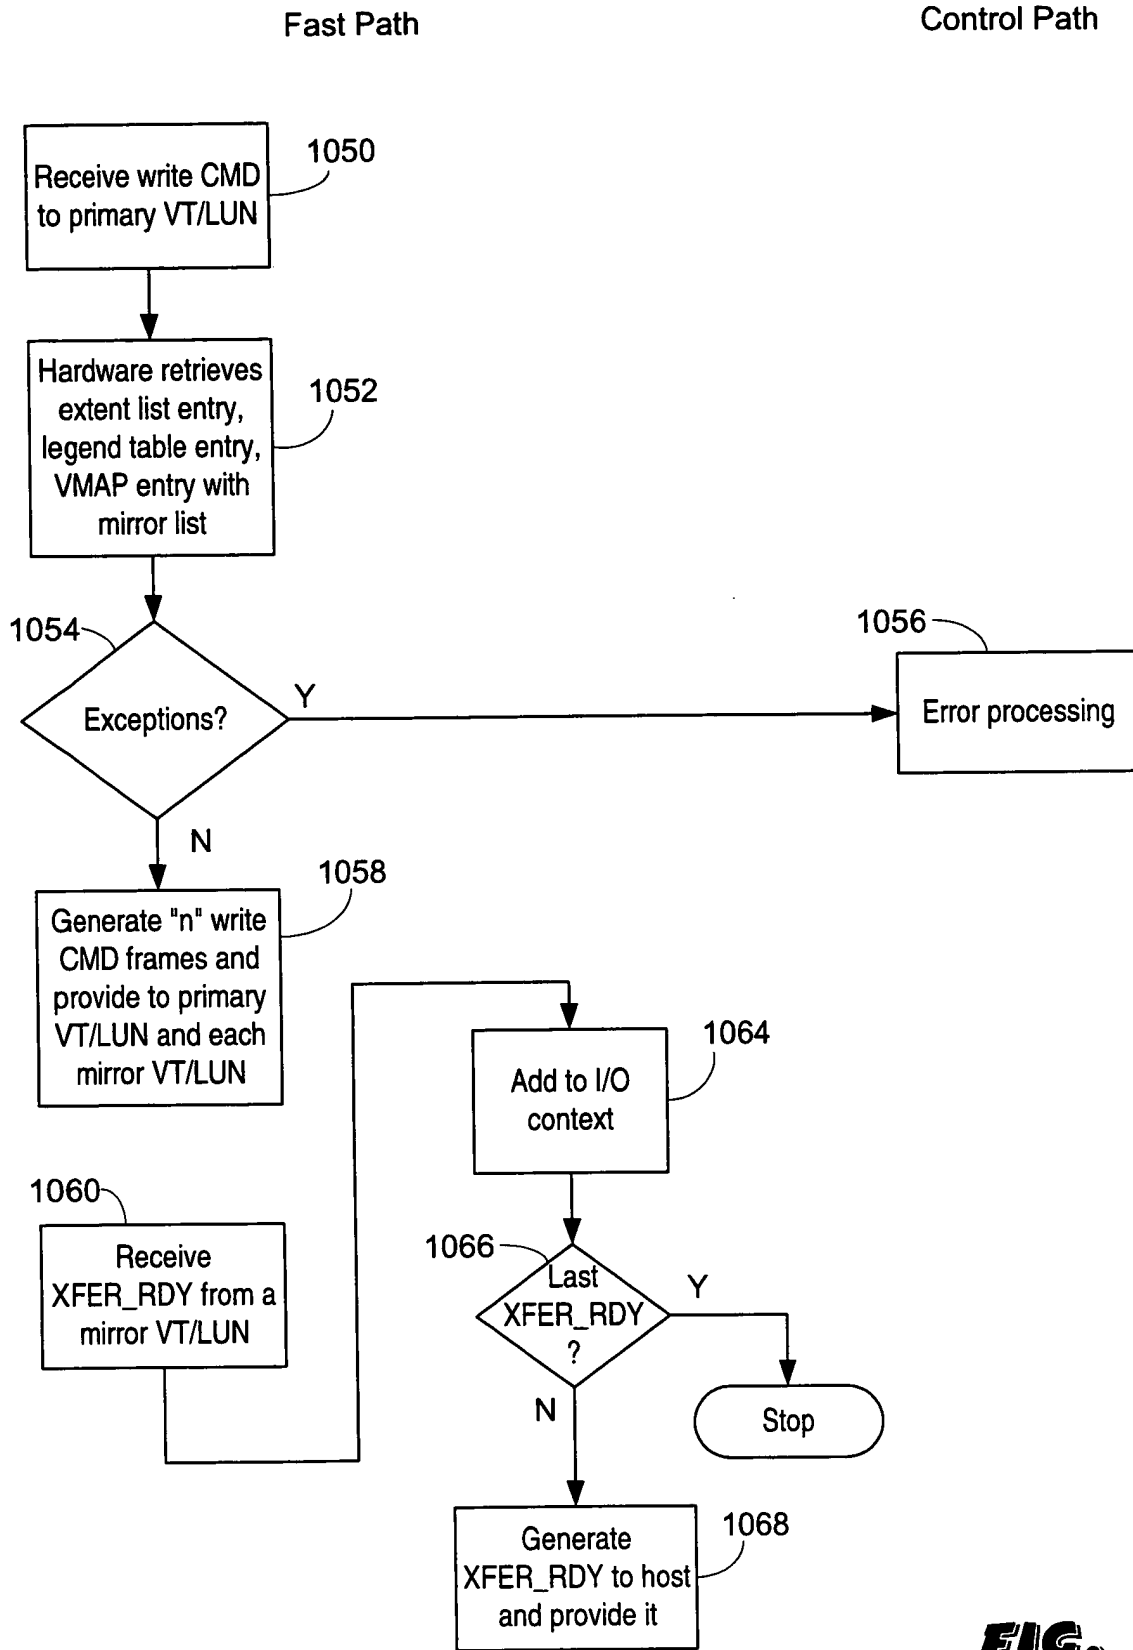 Fast Path
Control Path
1050
Receive write CMD
to primary VT/LUN
1052
Hardware retrieves
extent list entry,
legend table entry,
VMAP entry with
mirror list
1054
Exceptions?
Y
1056
Error processing
N
1058
Generate "n" write
CMD frames and
provide to primary
VT/LUN and each
mirror VT/LUN
1060
Receive
XFER_RDY from a
mirror VT/LUN
1064
Add to I/O
context
1066
Last
XFER_RDY
?
Y
Stop
N
1068
Generate
XFER_RDY to host
and provide it
FIG.